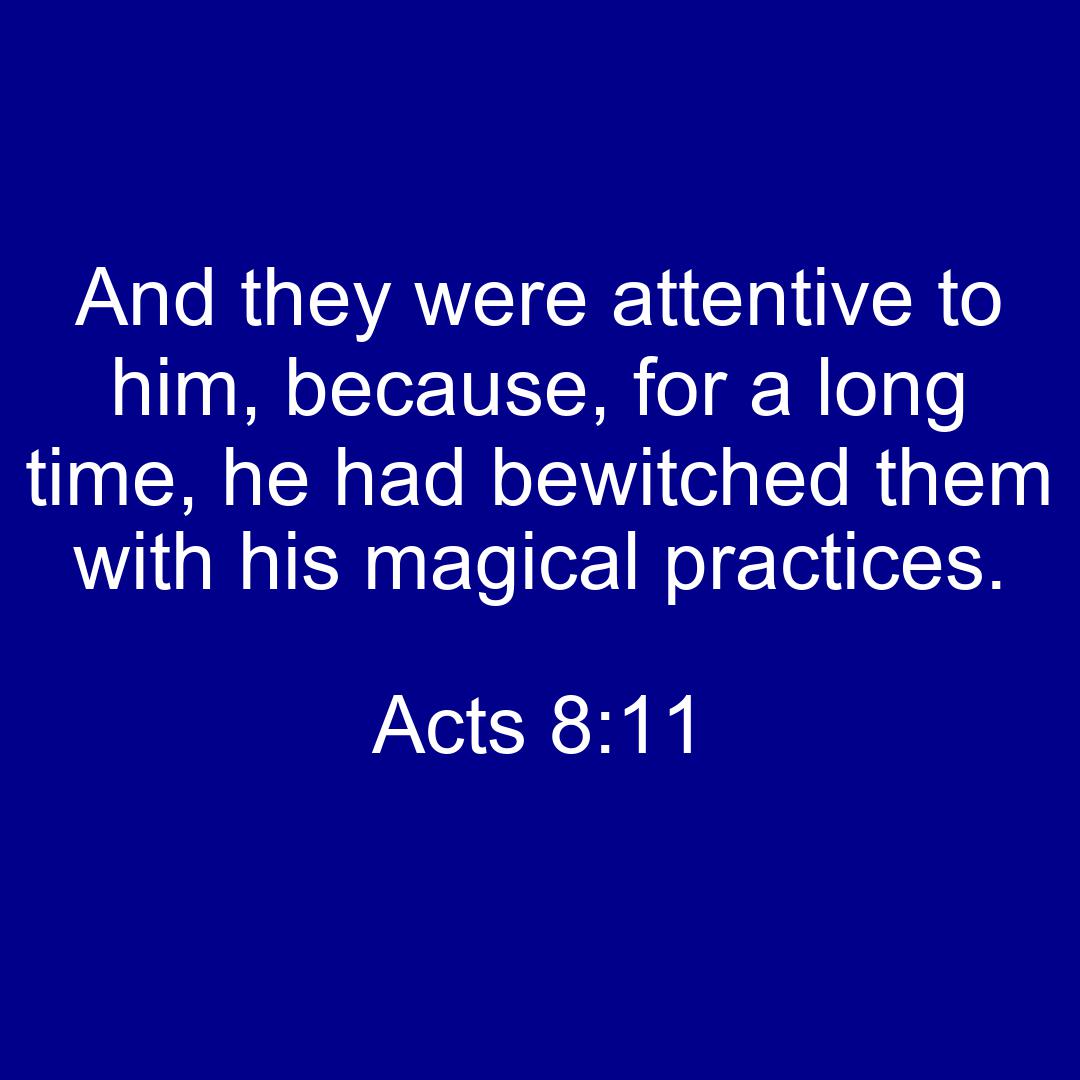 And they were attentive to
him, because, for a long
time, he had bewitched them
with his magical practices.
Acts 8:11